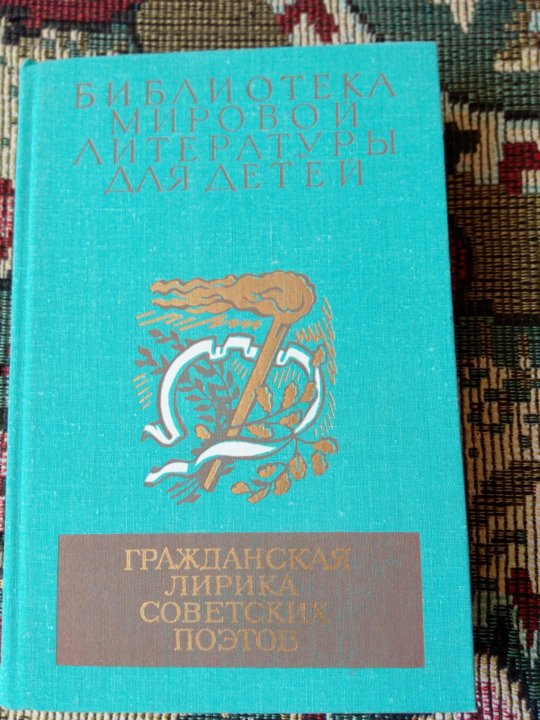 БИБЛИОТЕКА
МИРОВОЙ
ЛИТЕРАТУРЫ
ДЛЯ ДЕТЕЙ
ГРАЖДАНСКАЯ
ЛИРИКА
СОВЕТСКИХ
ПОЭТОВ